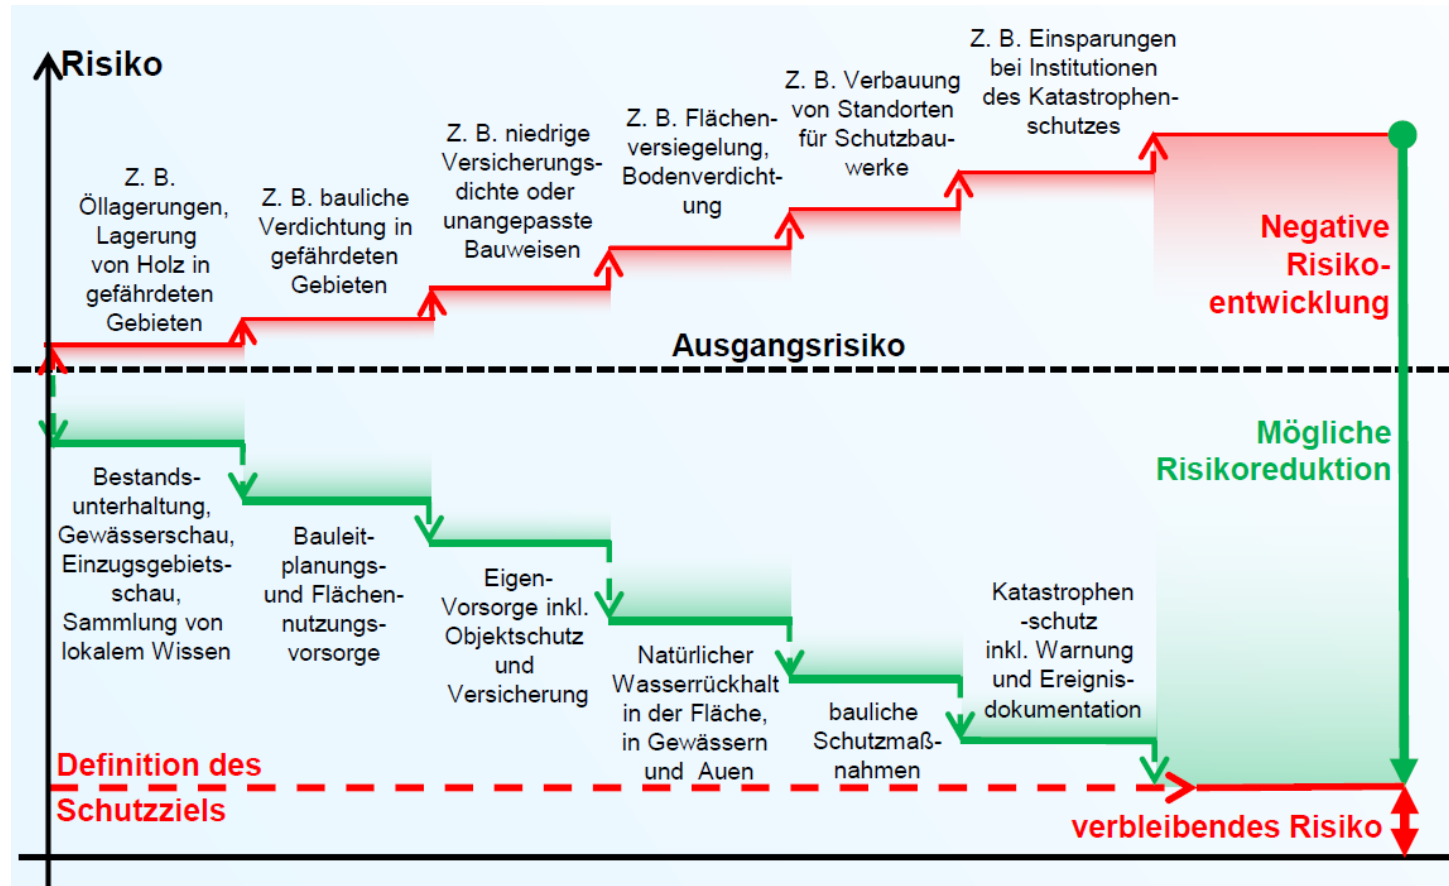 Risiko
Z. B.
Öllagerungen,
Lagerung
von Holz in
gefährdeten
Gebieten
Z. B. bauliche
Verdichtung in
gefährdeten
Gebieten
Z. B. niedrige
Versicherungs-
dichte oder
unangepasste
Bauweisen
Z. B. Flächen-
versiegelung,
Bodenverdicht-
ung
Z. B. Verbauung
von Standorten
für Schutzbau-
werke
Z. B. Einsparungen
bei Institutionen
des Katastrophen-
schutzes
Negative
Risiko-
entwicklung
Ausgangsrisiko
Mögliche
Risikoreduktion
Bestands-
unterhaltung,
Gewässerschau,
Einzugsgebiets-
schau,
Sammlung von
lokalem Wissen
Bauleit-
planungs-
und Flächen-
nutzungs-
vorsorge
Eigen-
Vorsorge inkl.
Objektschutz
und
Versicherung
Natürlicher
Wasserrückhalt
in der Fläche,
in Gewässern
und Auen
bauliche
Schutzmaß-
nahmen
Katastrophen
-schutz
inkl. Warnung
und Ereignis-
dokumentation
Definition des
Schutzziels
verbleibendes Risiko